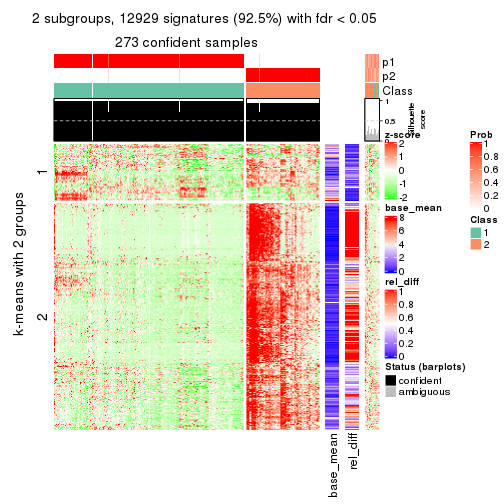 2 subgroups, 12929 signatures (92.5%) with fdr < 0.05
273 confident samples
p1
p2
Class
1
0.5
0
Silhouette
score
k-means with 2 groups
1
2
z-score
2
1
0
-1
-2
base_mean
8
6
4
2
0
rel_diff
1
0.8
0.6
0.4
0.2
0
Status (barplots)
confident
ambiguous
Prob
1
0.8
0.6
0.4
0.2
0
Class
1
2
base_mean
rel_diff